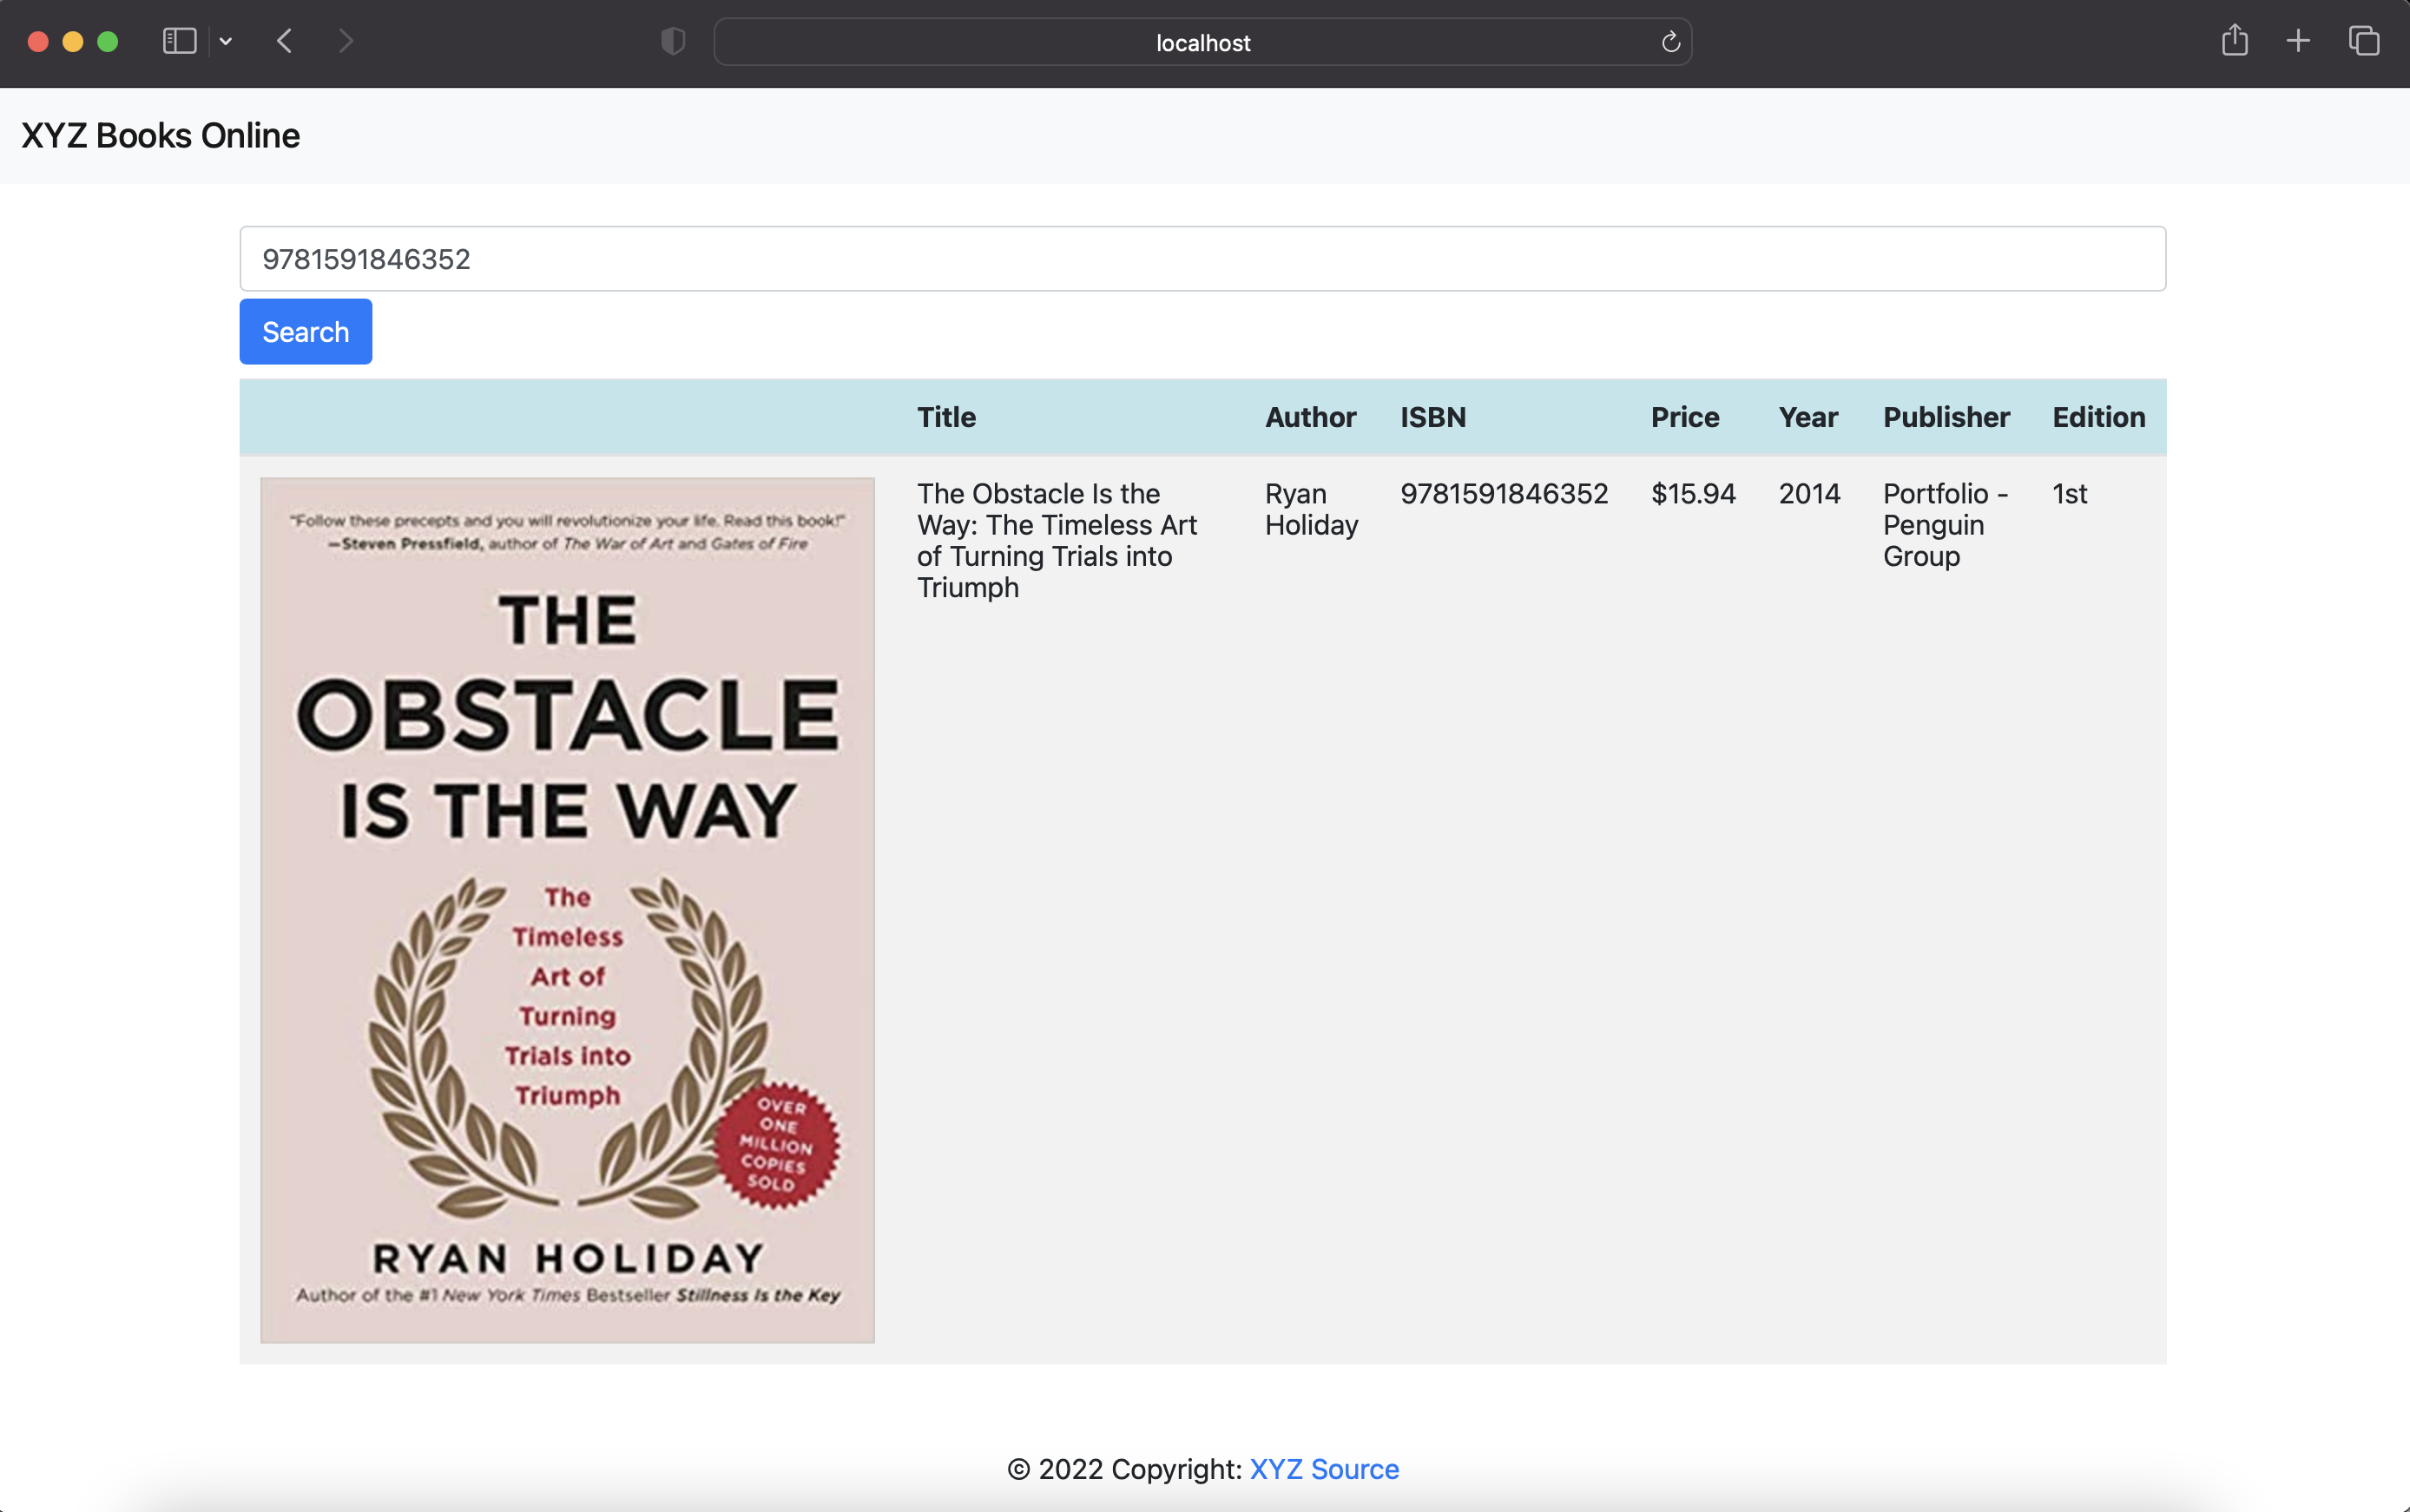 localhost
XYZ Books Online
9781591846352
Search
Title Author ISBN Price Year Publisher Edition
"Follow these precepts and you will revolutionize your life. Read this book!"
—Steven Pressfield, author of The War of Art and Gates of Fire
THE
OBSTACLE
IS THE WAY
The
Timeless
Art of
Turning
Trials into
Triumph
OVER
ONE
MILLION
COPIES
SOLD
RYAN HOLIDAY
Author of the #1 New York Times Bestseller Stillness Is the Key
The Obstacle Is the
Way: The Timeless Art
of Turning Trials into
Triumph
Ryan
Holiday
9781591846352
$15.94
2014
Portfolio -
Penguin
Group
1st
© 2022 Copyright: XYZ Source